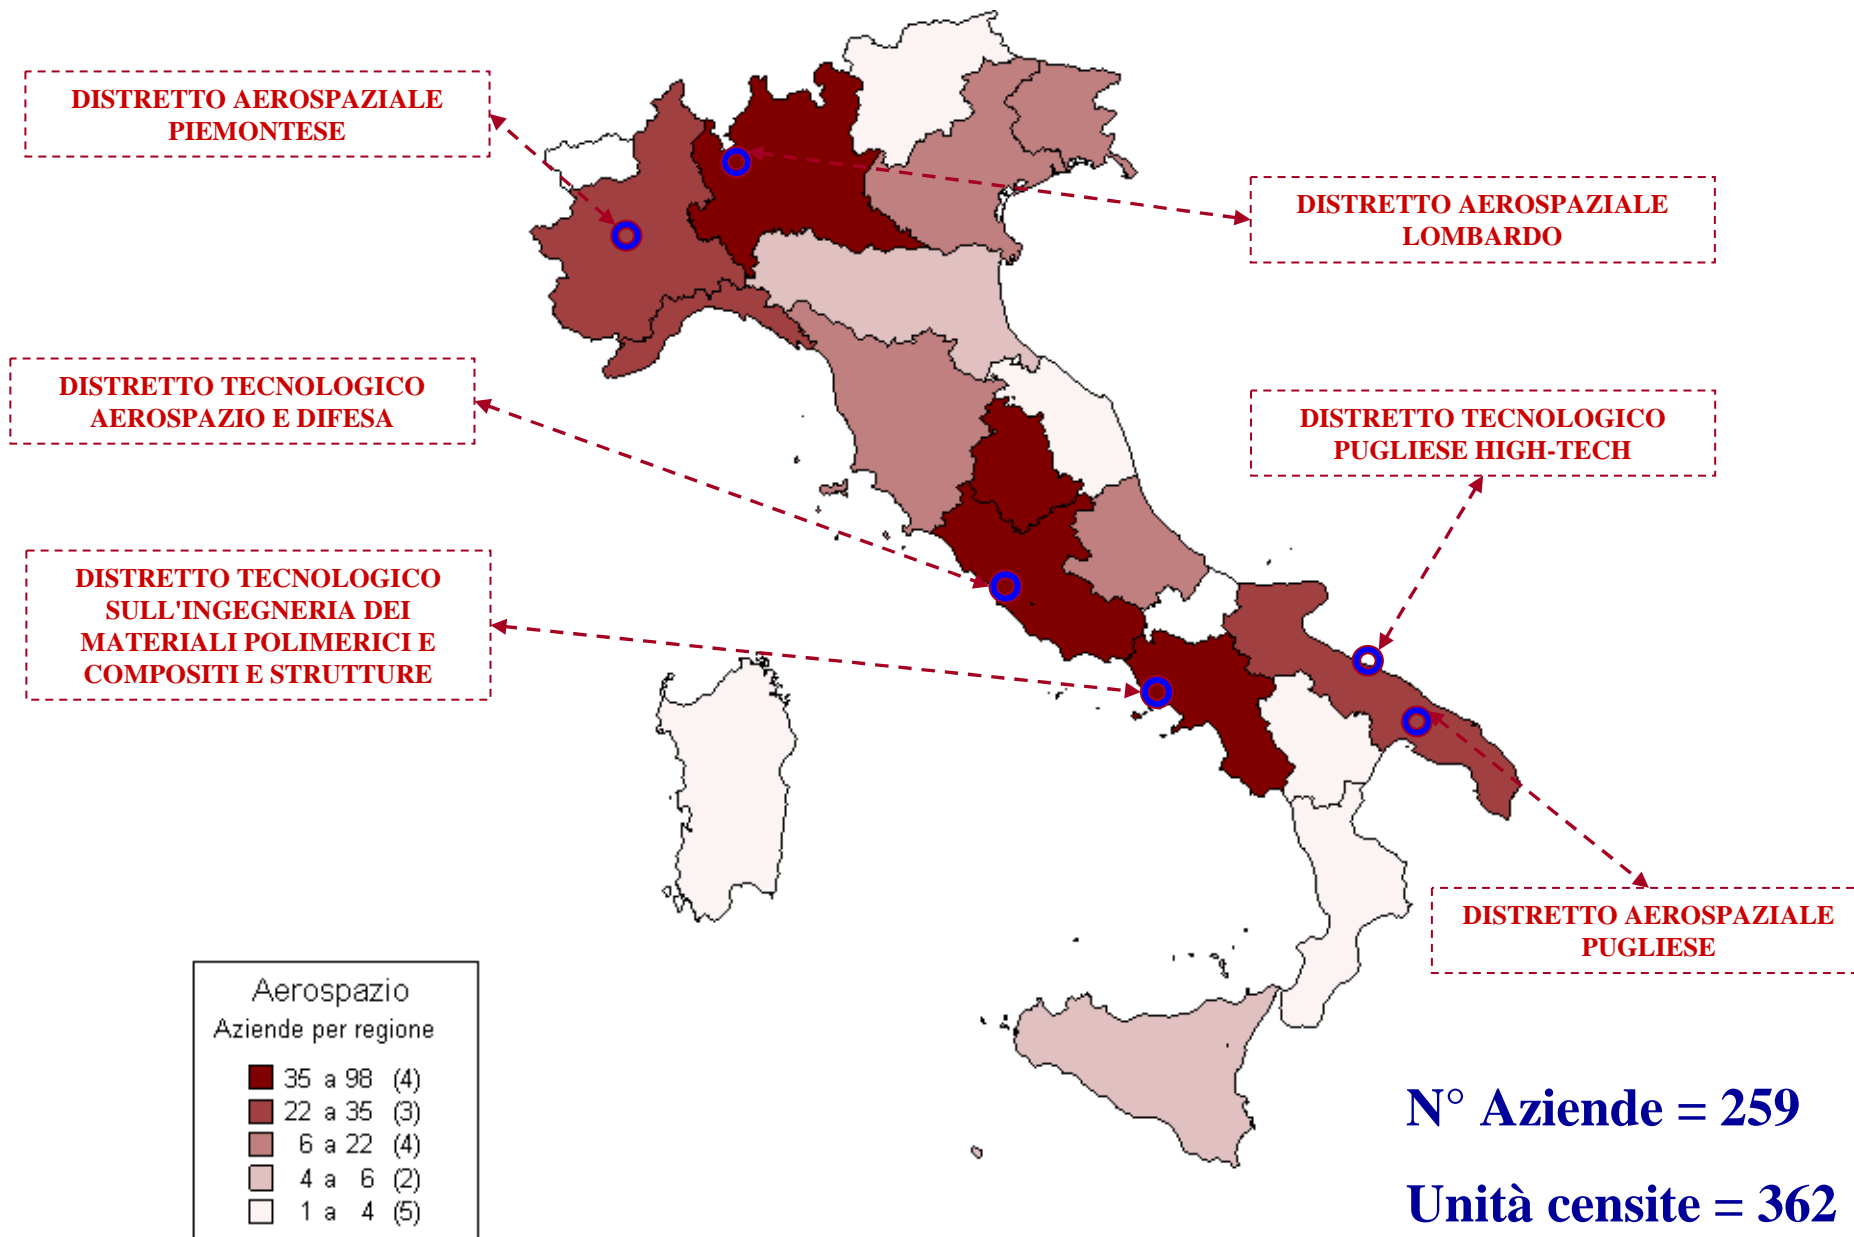 DISTRETTO AEROSPAZIALE
PIEMONTESE
DISTRETTO AEROSPAZIALE
LOMBARDO
DISTRETTO TECNOLOGICO
AEROSPAZIO E DIFESA
DISTRETTO TECNOLOGICO
PUGLIESE HIGH-TECH
DISTRETTO TECNOLOGICO
SULL'INGEGNERIA DEI
MATERIALI POLIMERICI E
COMPOSITI E STRUTTURE
DISTRETTO AEROSPAZIALE
PUGLIESE
Aerospazio
Aziende per regione
35 a 98 (4)
22 a 35 (3)
6 a 22 (4)
4 a 6 (2)
1 a 4 (5)
N° Aziende = 259
Unità censite = 362